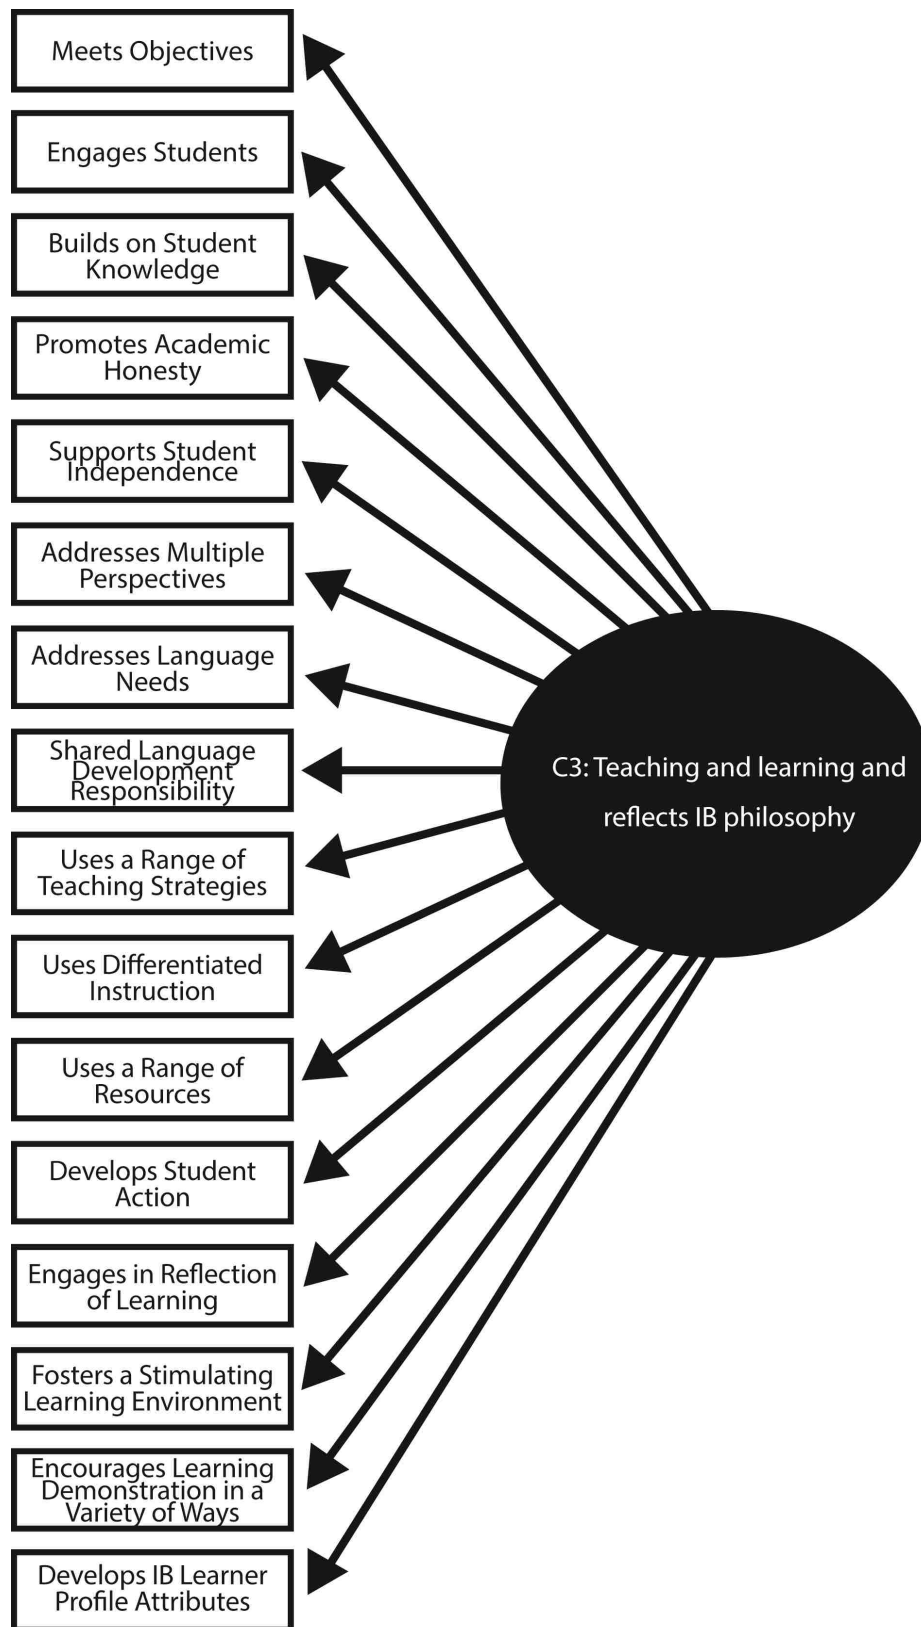 Meets Objectives
Engages Students
Builds on Student
Knowledge
Promotes Academic
Honesty
Supports Student
Independence
Addresses Multiple
Perspectives
Addresses Language
Needs
Shared Language
Development
Responsibility
Uses a Range of
Teaching Strategies
Uses Differentiated
Instruction
Uses a Range of
Resources
Develops Student
Action
Engages in Reflection
of Learning
Fosters a Stimulating
Learning Environment
Encourages Learning
Demonstration in a
Variety of Ways
Develops IB Learner
Profile Attributes
C3: Teaching and learning and
reflects IB philosophy